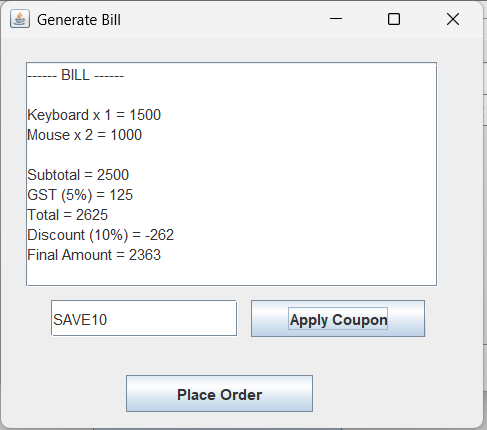 Generate Bill
------ BILL ------
Keyboard x 1 = 1500
Mouse x 2 = 1000
Subtotal = 2500
GST (5%) = 125
Total = 2625
Discount (10%) = -262
Final Amount = 2363
SAVE10
Apply Coupon
Place Order